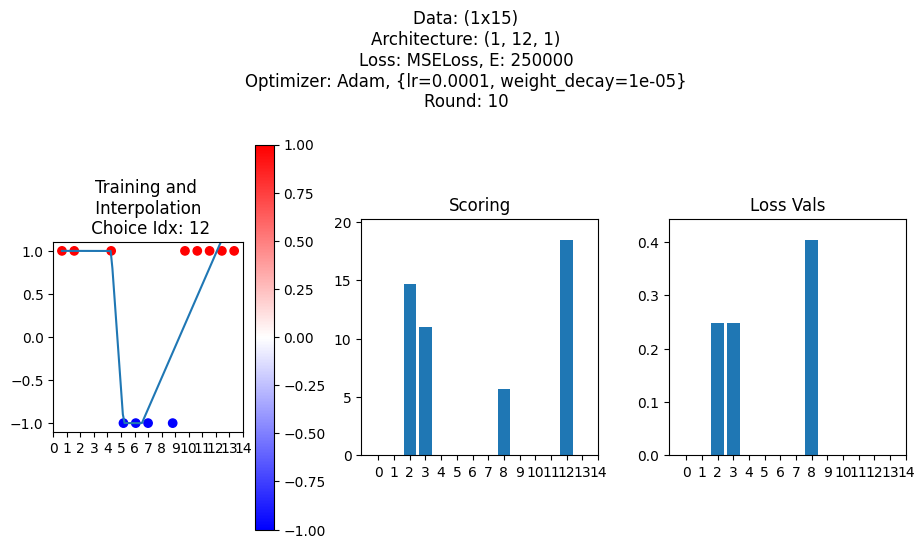 Data: (1x15)
Architecture: (1, 12, 1)
Loss: MSELoss, E: 250000
Optimizer: Adam, {lr=0.0001, weight_decay=1e-05}
Round: 10
Training and
Interpolation
Choice Idx: 12
1.0
0.5
0.0
−0.5
−1.0
0 1 2 3 4 5 6 7 8 9 10 11 12 13 14
1.00
0.75
0.50
0.25
0.00
−0.25
−0.50
−0.75
−1.00
Scoring
20
15
10
5
0
0 1 2 3 4 5 6 7 8 9 10 11 12 13 14
Loss Vals
0.4
0.3
0.2
0.1
0.0
0 1 2 3 4 5 6 7 8 9 10 11 12 13 14